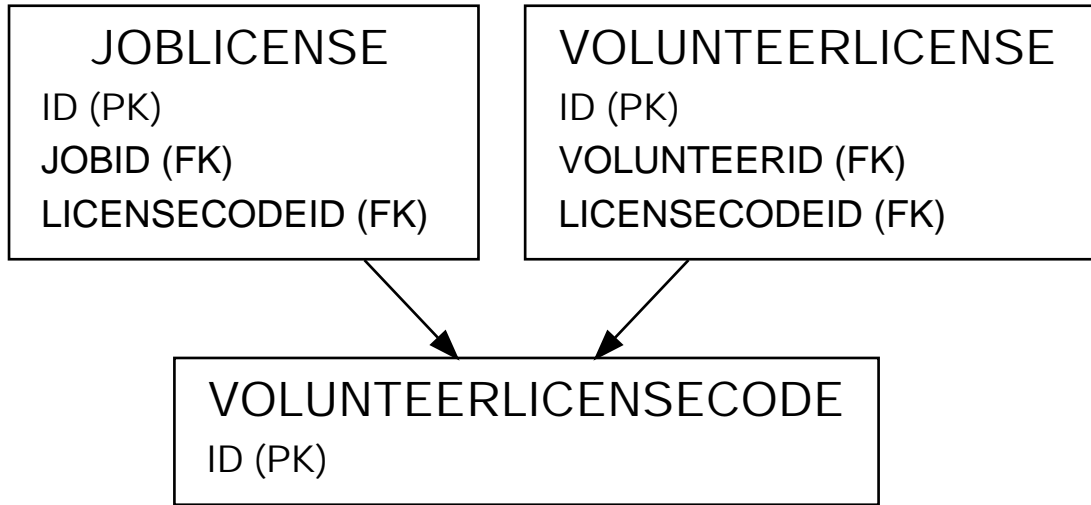 JOBLICENSE
ID (PK)
JOBID (FK)
LICENSECODEID (FK)
VOLUNTEERLICENSE
ID (PK)
VOLUNTEERID (FK)
LICENSECODEID (FK)
VOLUNTEERLICENSECODE
ID (PK)